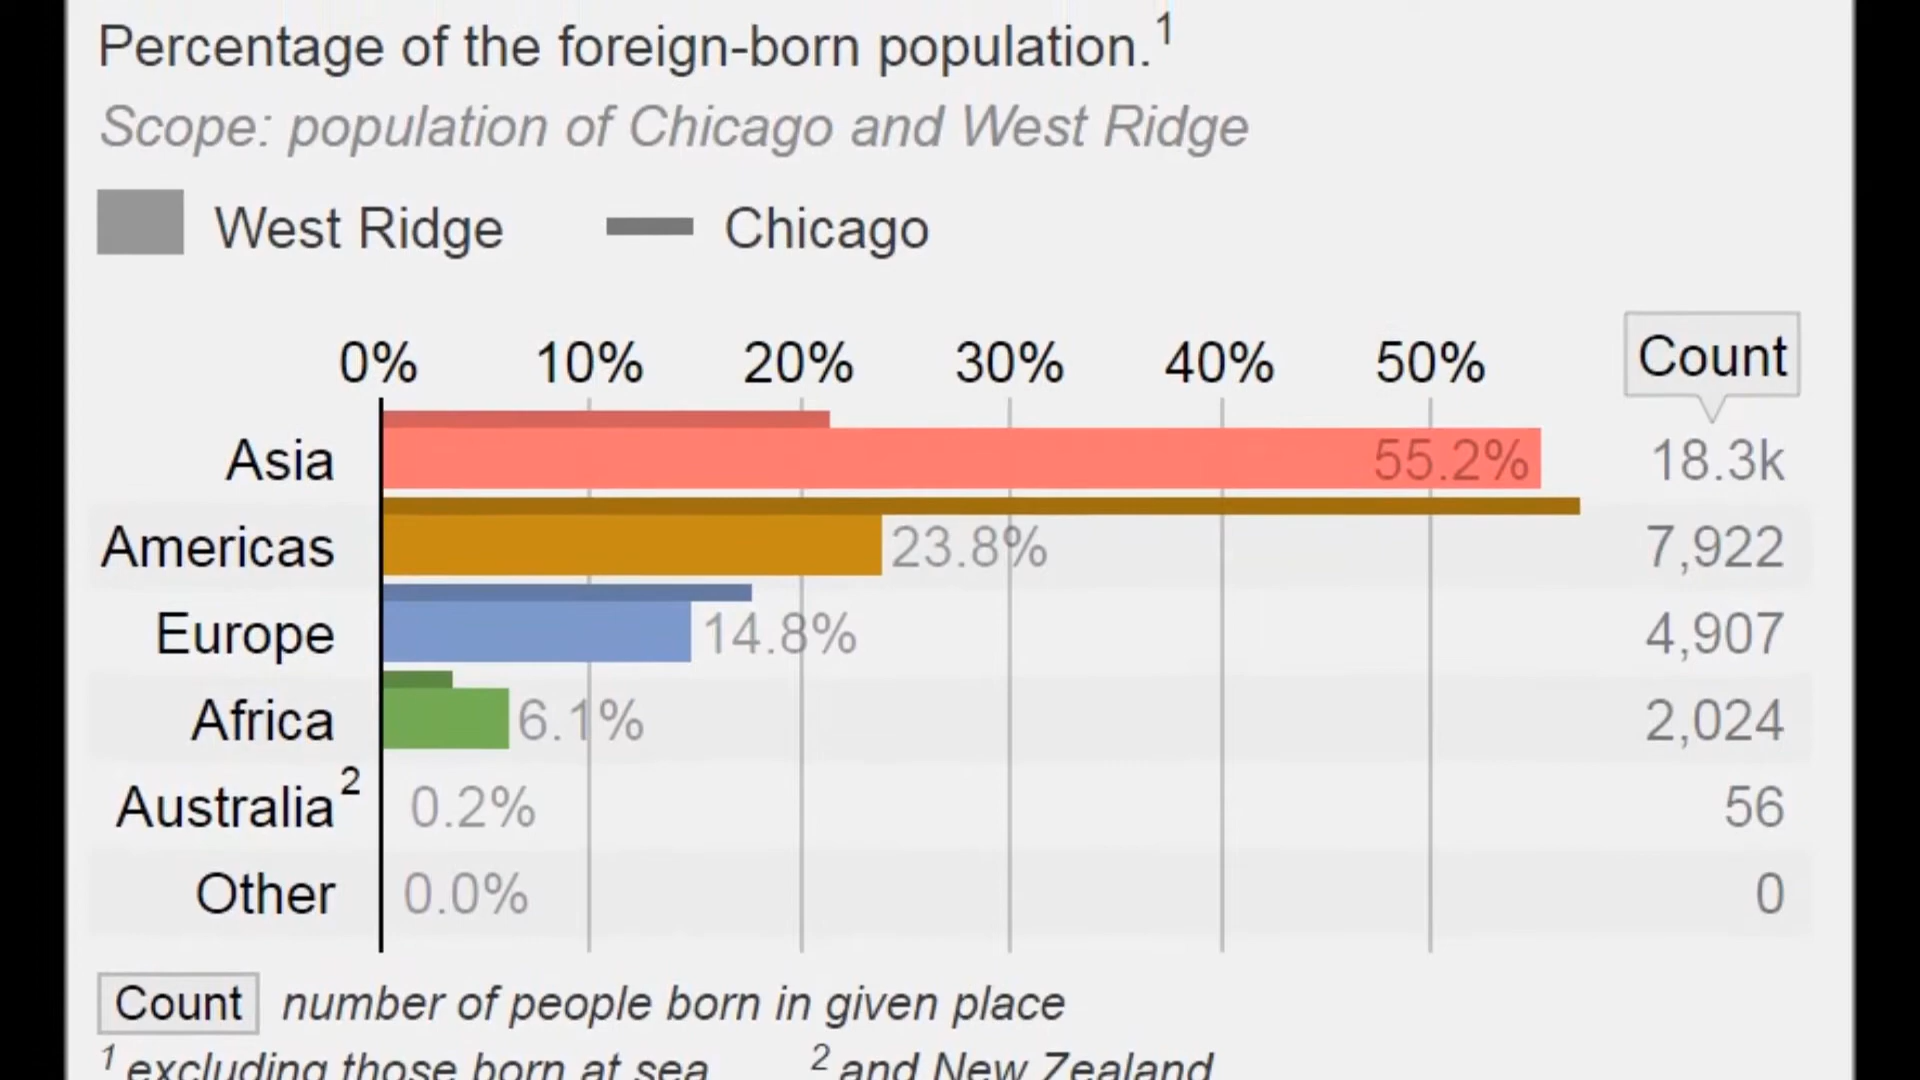 Percentage of the foreign-born population.1
Scope: population of Chicago and West Ridge
West Ridge Chicago
0% 10% 20% 30% 40% 50% Count
Asia 55.2% 18.3k
Americas 23.8% 7,922
Europe 14.8% 4,907
Africa 6.1% 2,024
Australia2 0.2% 56
Other 0.0% 0
Count number of people born in given place
1 excluding those born at sea 2 and New Zealand